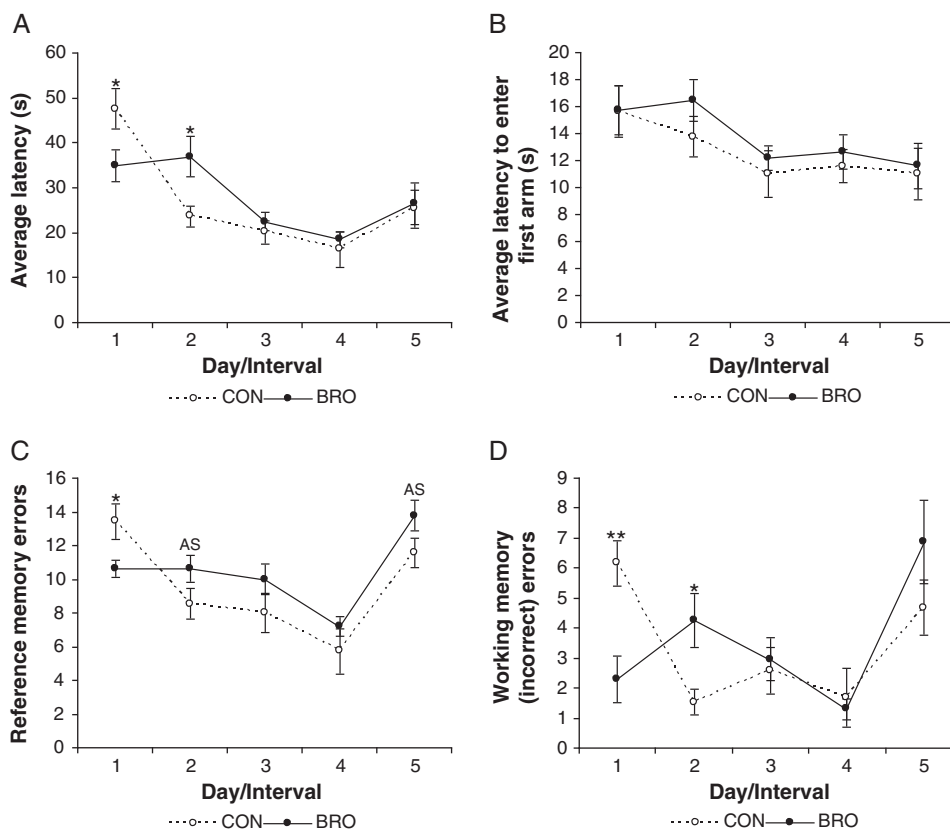 A
Average latency (s)
60
50
40
30
20
10
0
*
*
1 2 3 4 5
Day/Interval
CON BRO
B
Average latency to enter
first arm (s)
20
18
16
14
12
10
8
6
4
2
0
1 2 3 4 5
Day/Interval
CON BRO
C
Reference memory errors
16
14
12
10
8
6
4
2
0
*
AS
AS
1 2 3 4 5
Day/Interval
CON BRO
D
Working memory
(incorrect) errors
9
8
7
6
5
4
3
2
1
0
**
*
1 2 3 4 5
Day/Interval
CON BRO